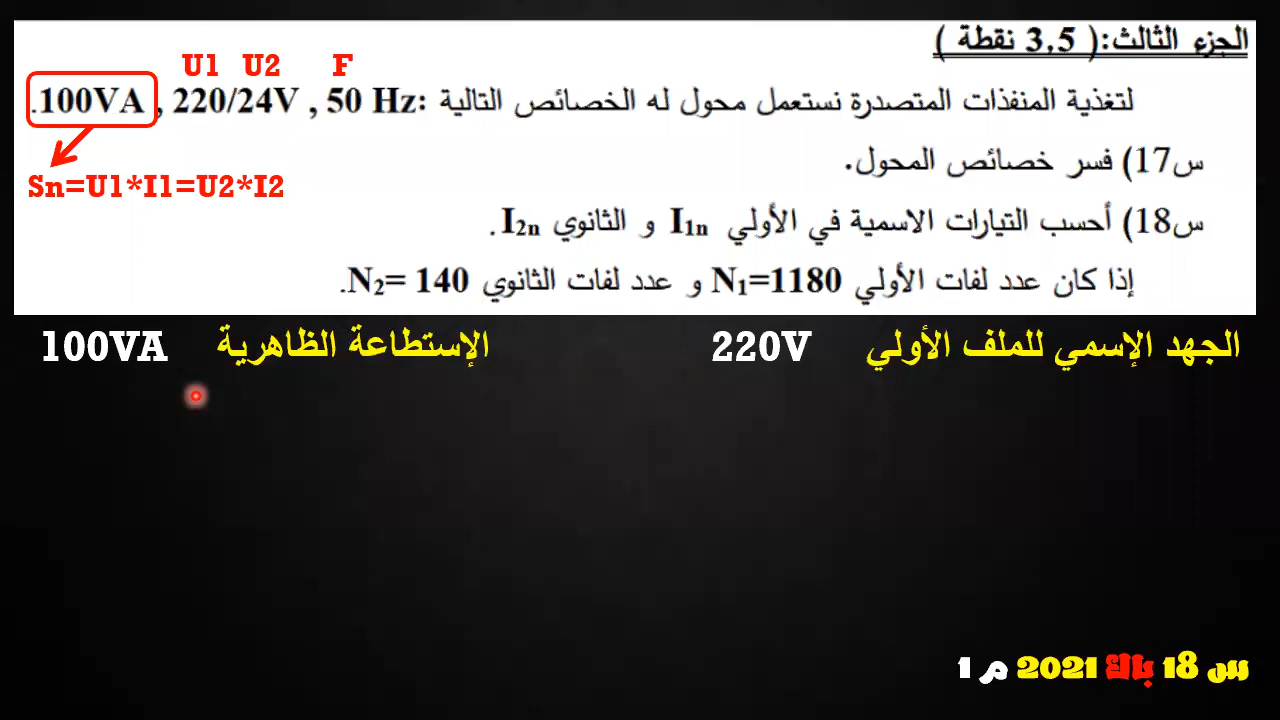 الجزء الثالث:( 3,5 نقطة )
U1 U2 F
لتغذية المنفذات المتصدرة نستعمل محول له الخصائص التالية : 100VA , 220/24V , 50 Hz.
س17) فسر خصائص المحول.
Sn=U1*I1=U2*I2
س18) أحسب التيارات الاسمية في الأولي I1n و الثانوي I2n .
إذا كان عدد لفات الأولي N1=1180 و عدد لفات الثانوي N2= 140.
الجهد الإسمي للملف الأولي 220V الإستطاعة الظاهرية 100VA
س 18 باك 2021 م 1